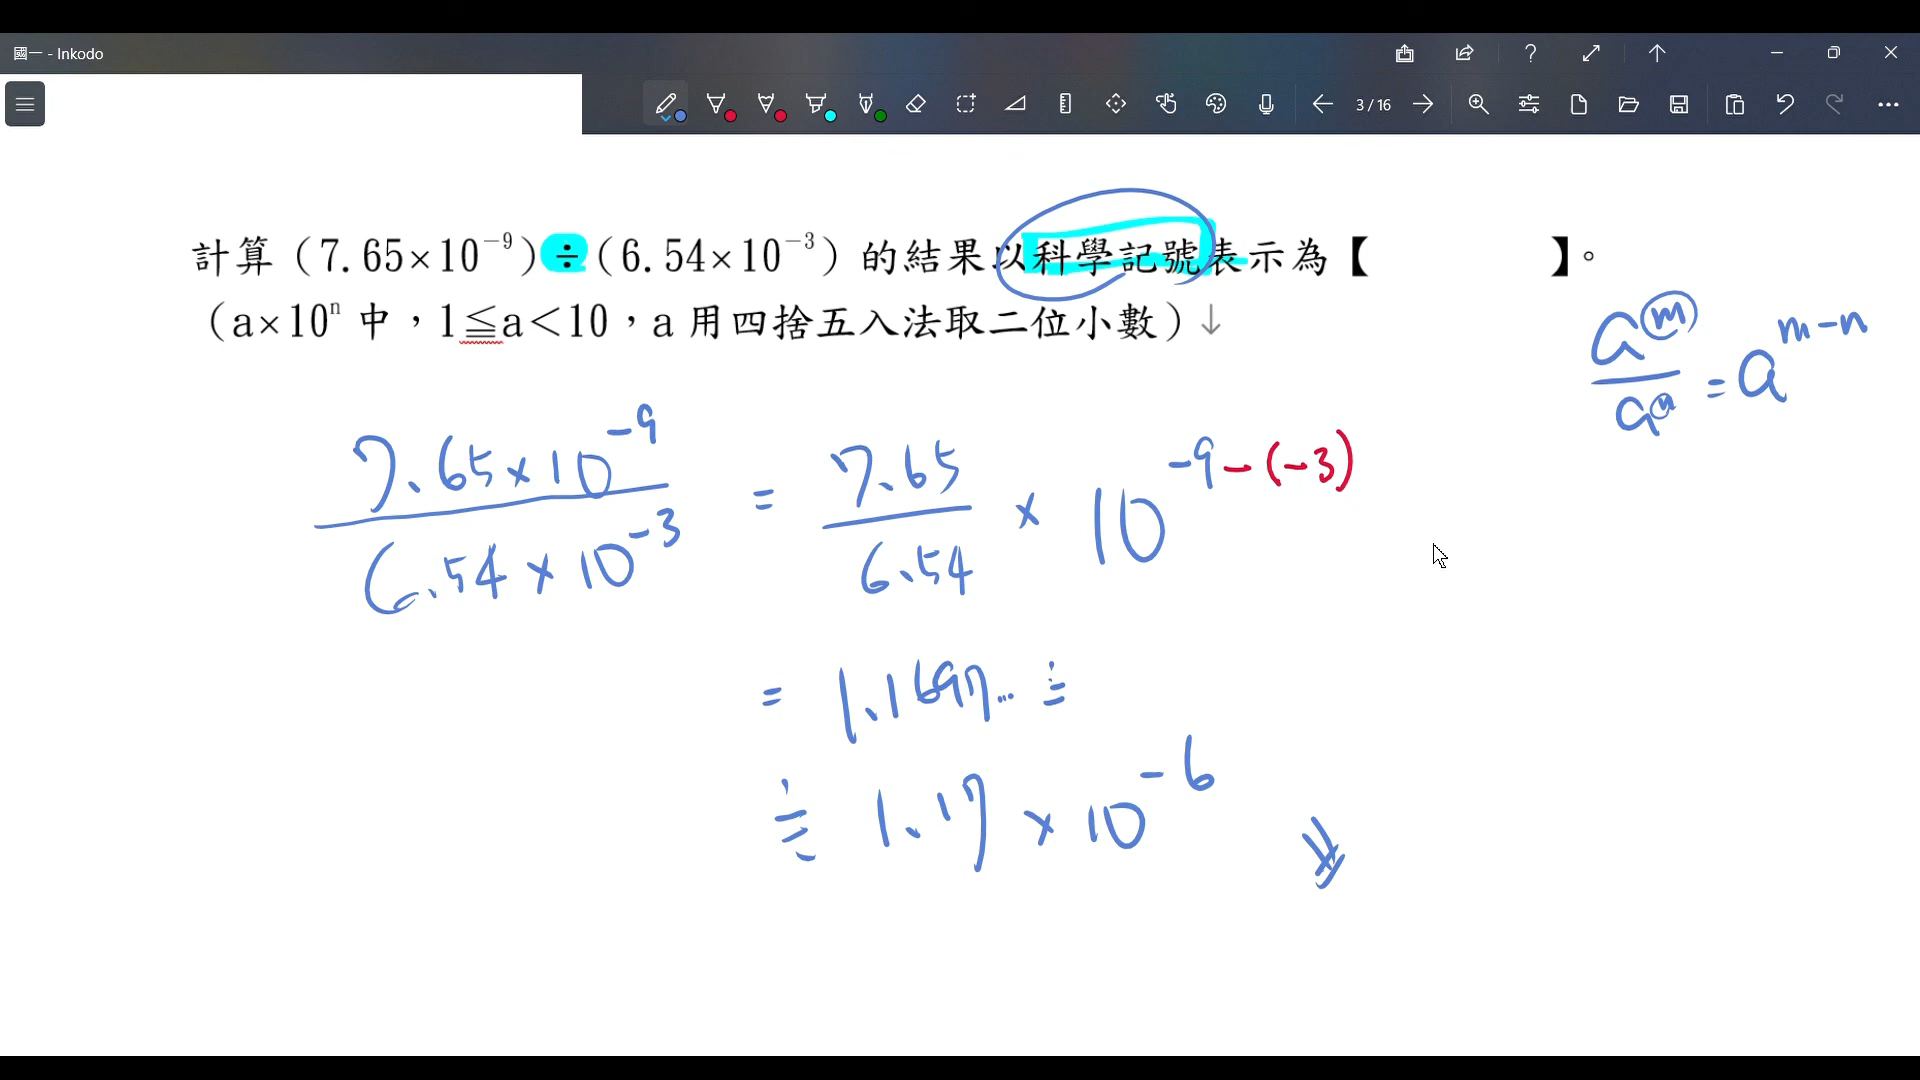 國一 - Inkodo
3 / 16
計算（7.65×10⁻⁹）÷（6.54×10⁻³）的結果以科學記號表示為【　　　　】。
（a×10ⁿ 中，1≦a＜10，a 用四捨五入法取二位小數）↓
a^m / a^n = a^(m-n)
7.65×10^-9 / 6.54×10^-3 = 7.65 / 6.54 × 10^(-9-(-3))
= 1.1697... ≒
≒ 1.17 × 10^-6